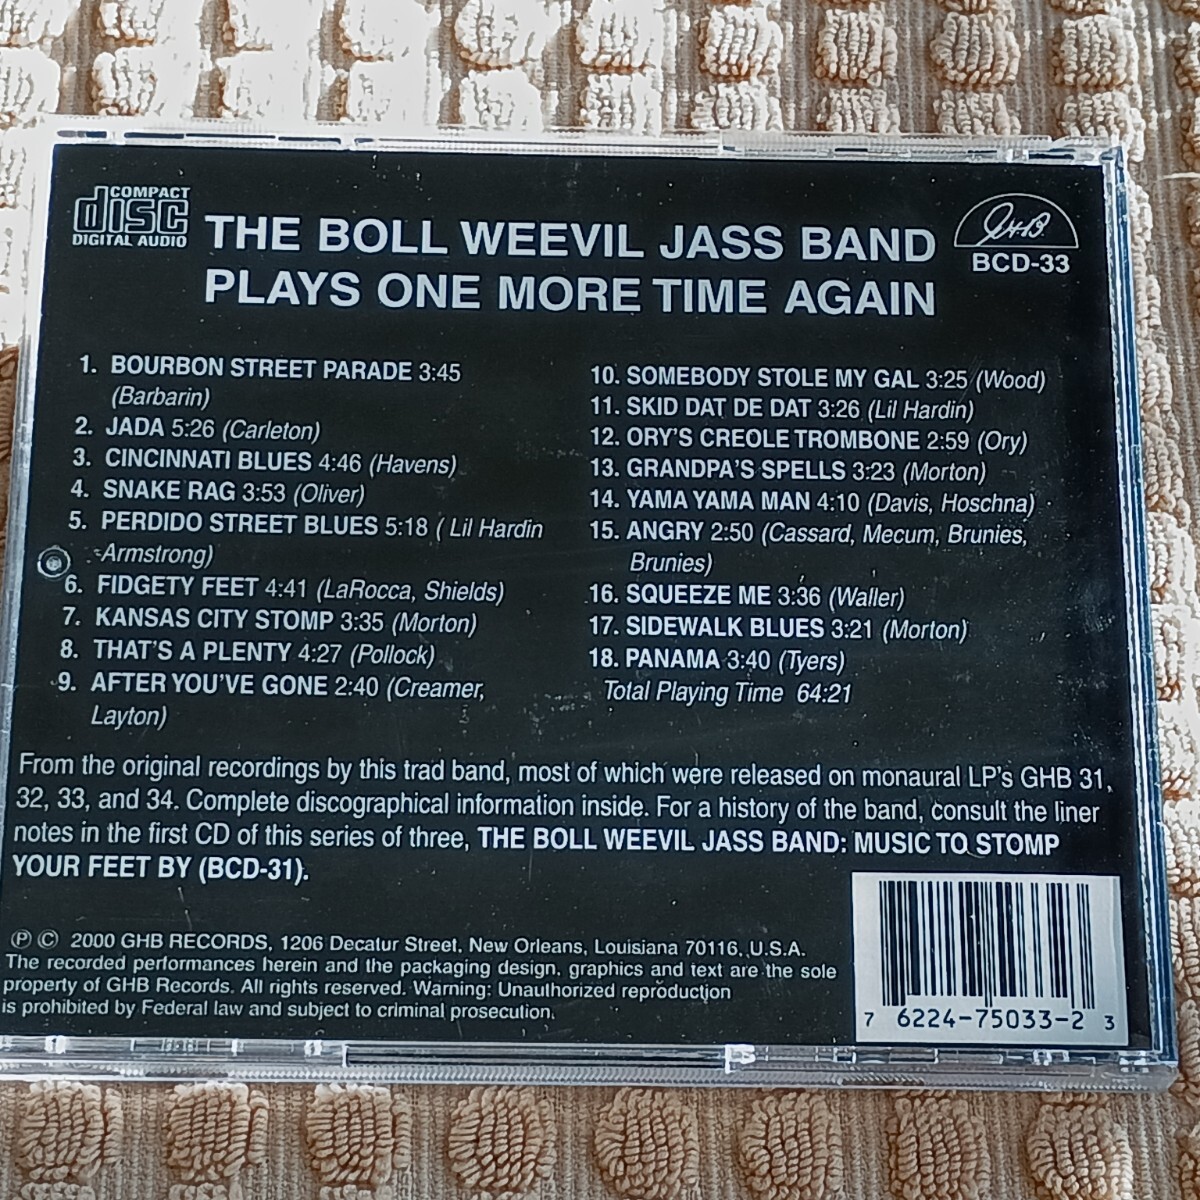 COMPACT
disc
DIGITAL AUDIO
THE BOLL WEEVIL JASS BAND
PLAYS ONE MORE TIME AGAIN
GHB
BCD-33
1. BOURBON STREET PARADE 3:45
(Barbarin)
2. JADA 5:26 (Carleton)
3. CINCINNATI BLUES 4:46 (Havens)
4. SNAKE RAG 3:53 (Oliver)
5. PERDIDO STREET BLUES 5:18 ( Lil Hardin
-Armstrong)
6. FIDGETY FEET 4:41 (LaRocca, Shields)
7. KANSAS CITY STOMP 3:35 (Morton)
8. THAT'S A PLENTY 4:27 (Pollock)
9. AFTER YOU'VE GONE 2:40 (Creamer,
Layton)
10. SOMEBODY STOLE MY GAL 3:25 (Wood)
11. SKID DAT DE DAT 3:26 (Lil Hardin)
12. ORY'S CREOLE TROMBONE 2:59 (Ory)
13. GRANDPA'S SPELLS 3:23 (Morton)
14. YAMA YAMA MAN 4:10 (Davis, Hoschna)
15. ANGRY 2:50 (Cassard, Mecum, Brunies,
Brunies)
16. SQUEEZE ME 3:36 (Waller)
17. SIDEWALK BLUES 3:21 (Morton)
18. PANAMA 3:40 (Tyers)
Total Playing Time 64:21
From the original recordings by this trad band, most of which were released on monaural LP's GHB 31,
32, 33, and 34. Complete discographical information inside. For a history of the band, consult the liner
notes in the first CD of this series of three, THE BOLL WEEVIL JASS BAND: MUSIC TO STOMP
YOUR FEET BY (BCD-31).
℗ © 2000 GHB RECORDS, 1206 Decatur Street, New Orleans, Louisiana 70116, U.S.A.
The recorded performances herein and the packaging design, graphics and text are the sole
property of GHB Records. All rights reserved. Warning: Unauthorized reproduction
is prohibited by Federal law and subject to criminal prosecution.
7 6224-75033-2 3